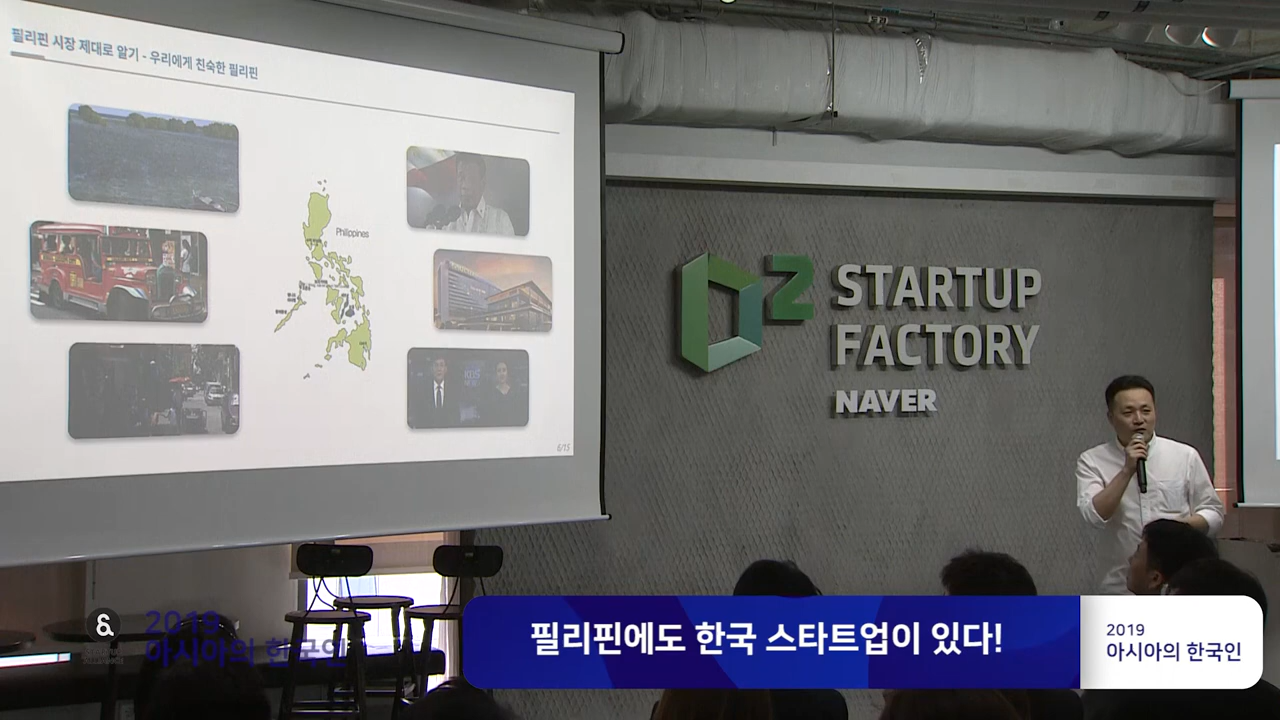 필리핀 시장 제대로 알기 - 우리에게 친숙한 필리핀
Philippines
KBS
6/15
D2 STARTUP
FACTORY
NAVER
&
2019
아시아의 한국인
필리핀에도 한국 스타트업이 있다!
2019
아시아의 한국인